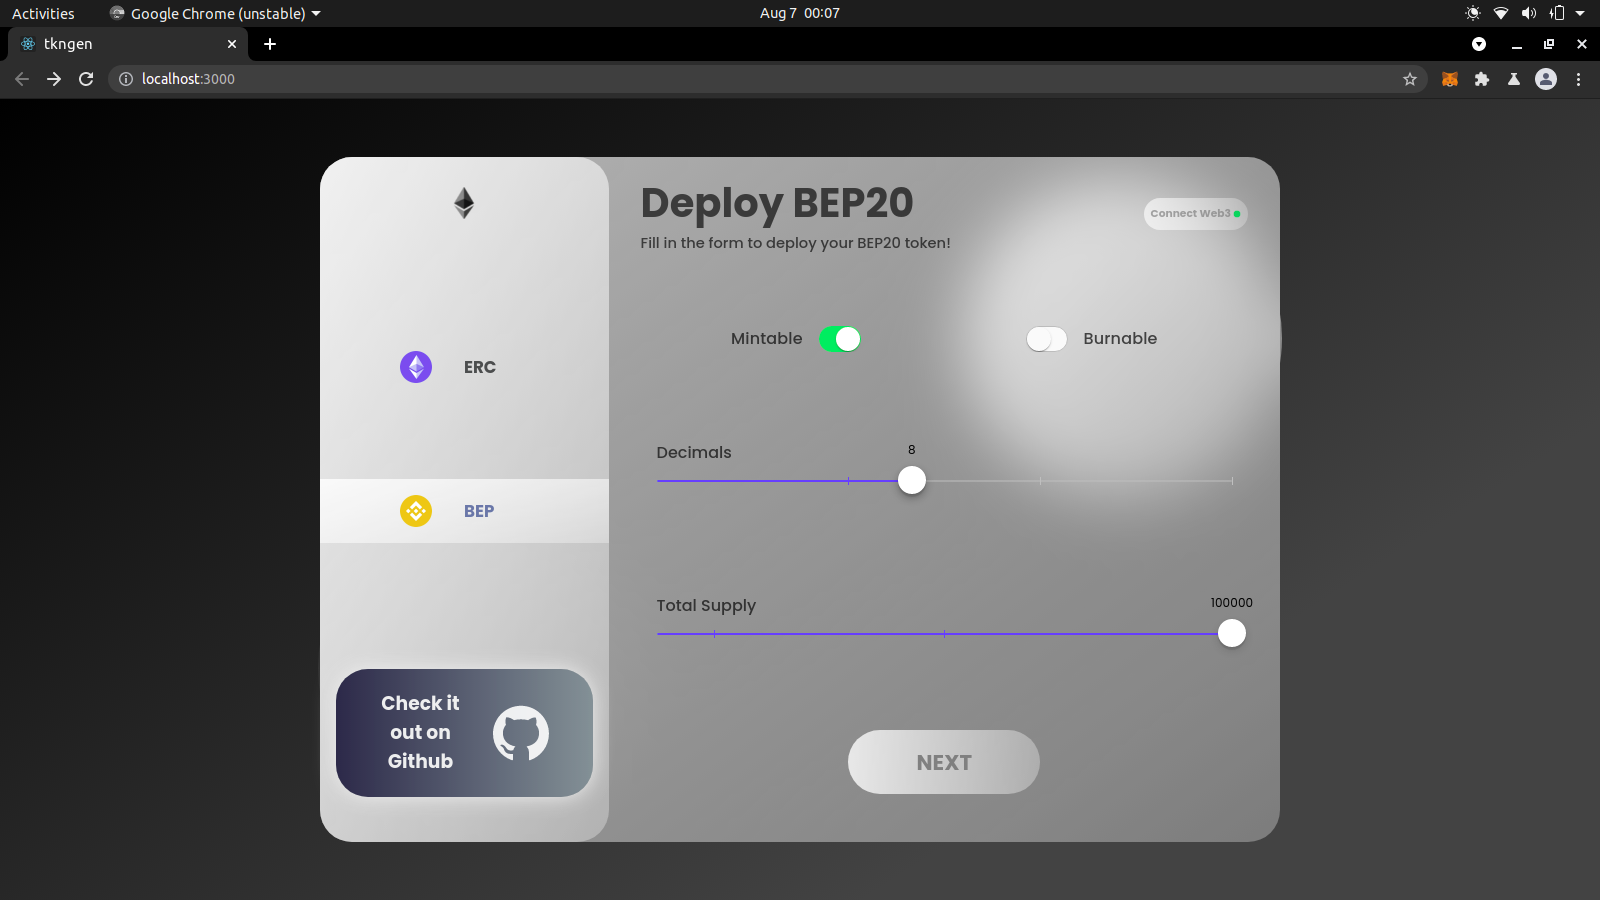 Activities
Google Chrome (unstable)
Aug 7 00:07
tkngen
localhost:3000
Deploy BEP20
Fill in the form to deploy your BEP20 token!
Connect Web3
Mintable
Burnable
ERC
BEP
Decimals
8
Total Supply
100000
Check it
out on
Github
NEXT